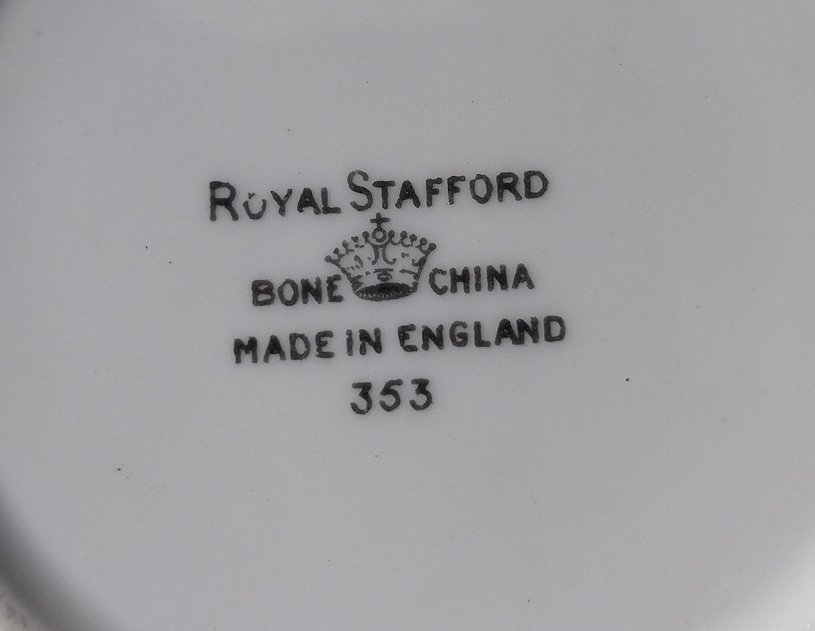 ROYAL STAFFORD
BONE CHINA
MADE IN ENGLAND
353